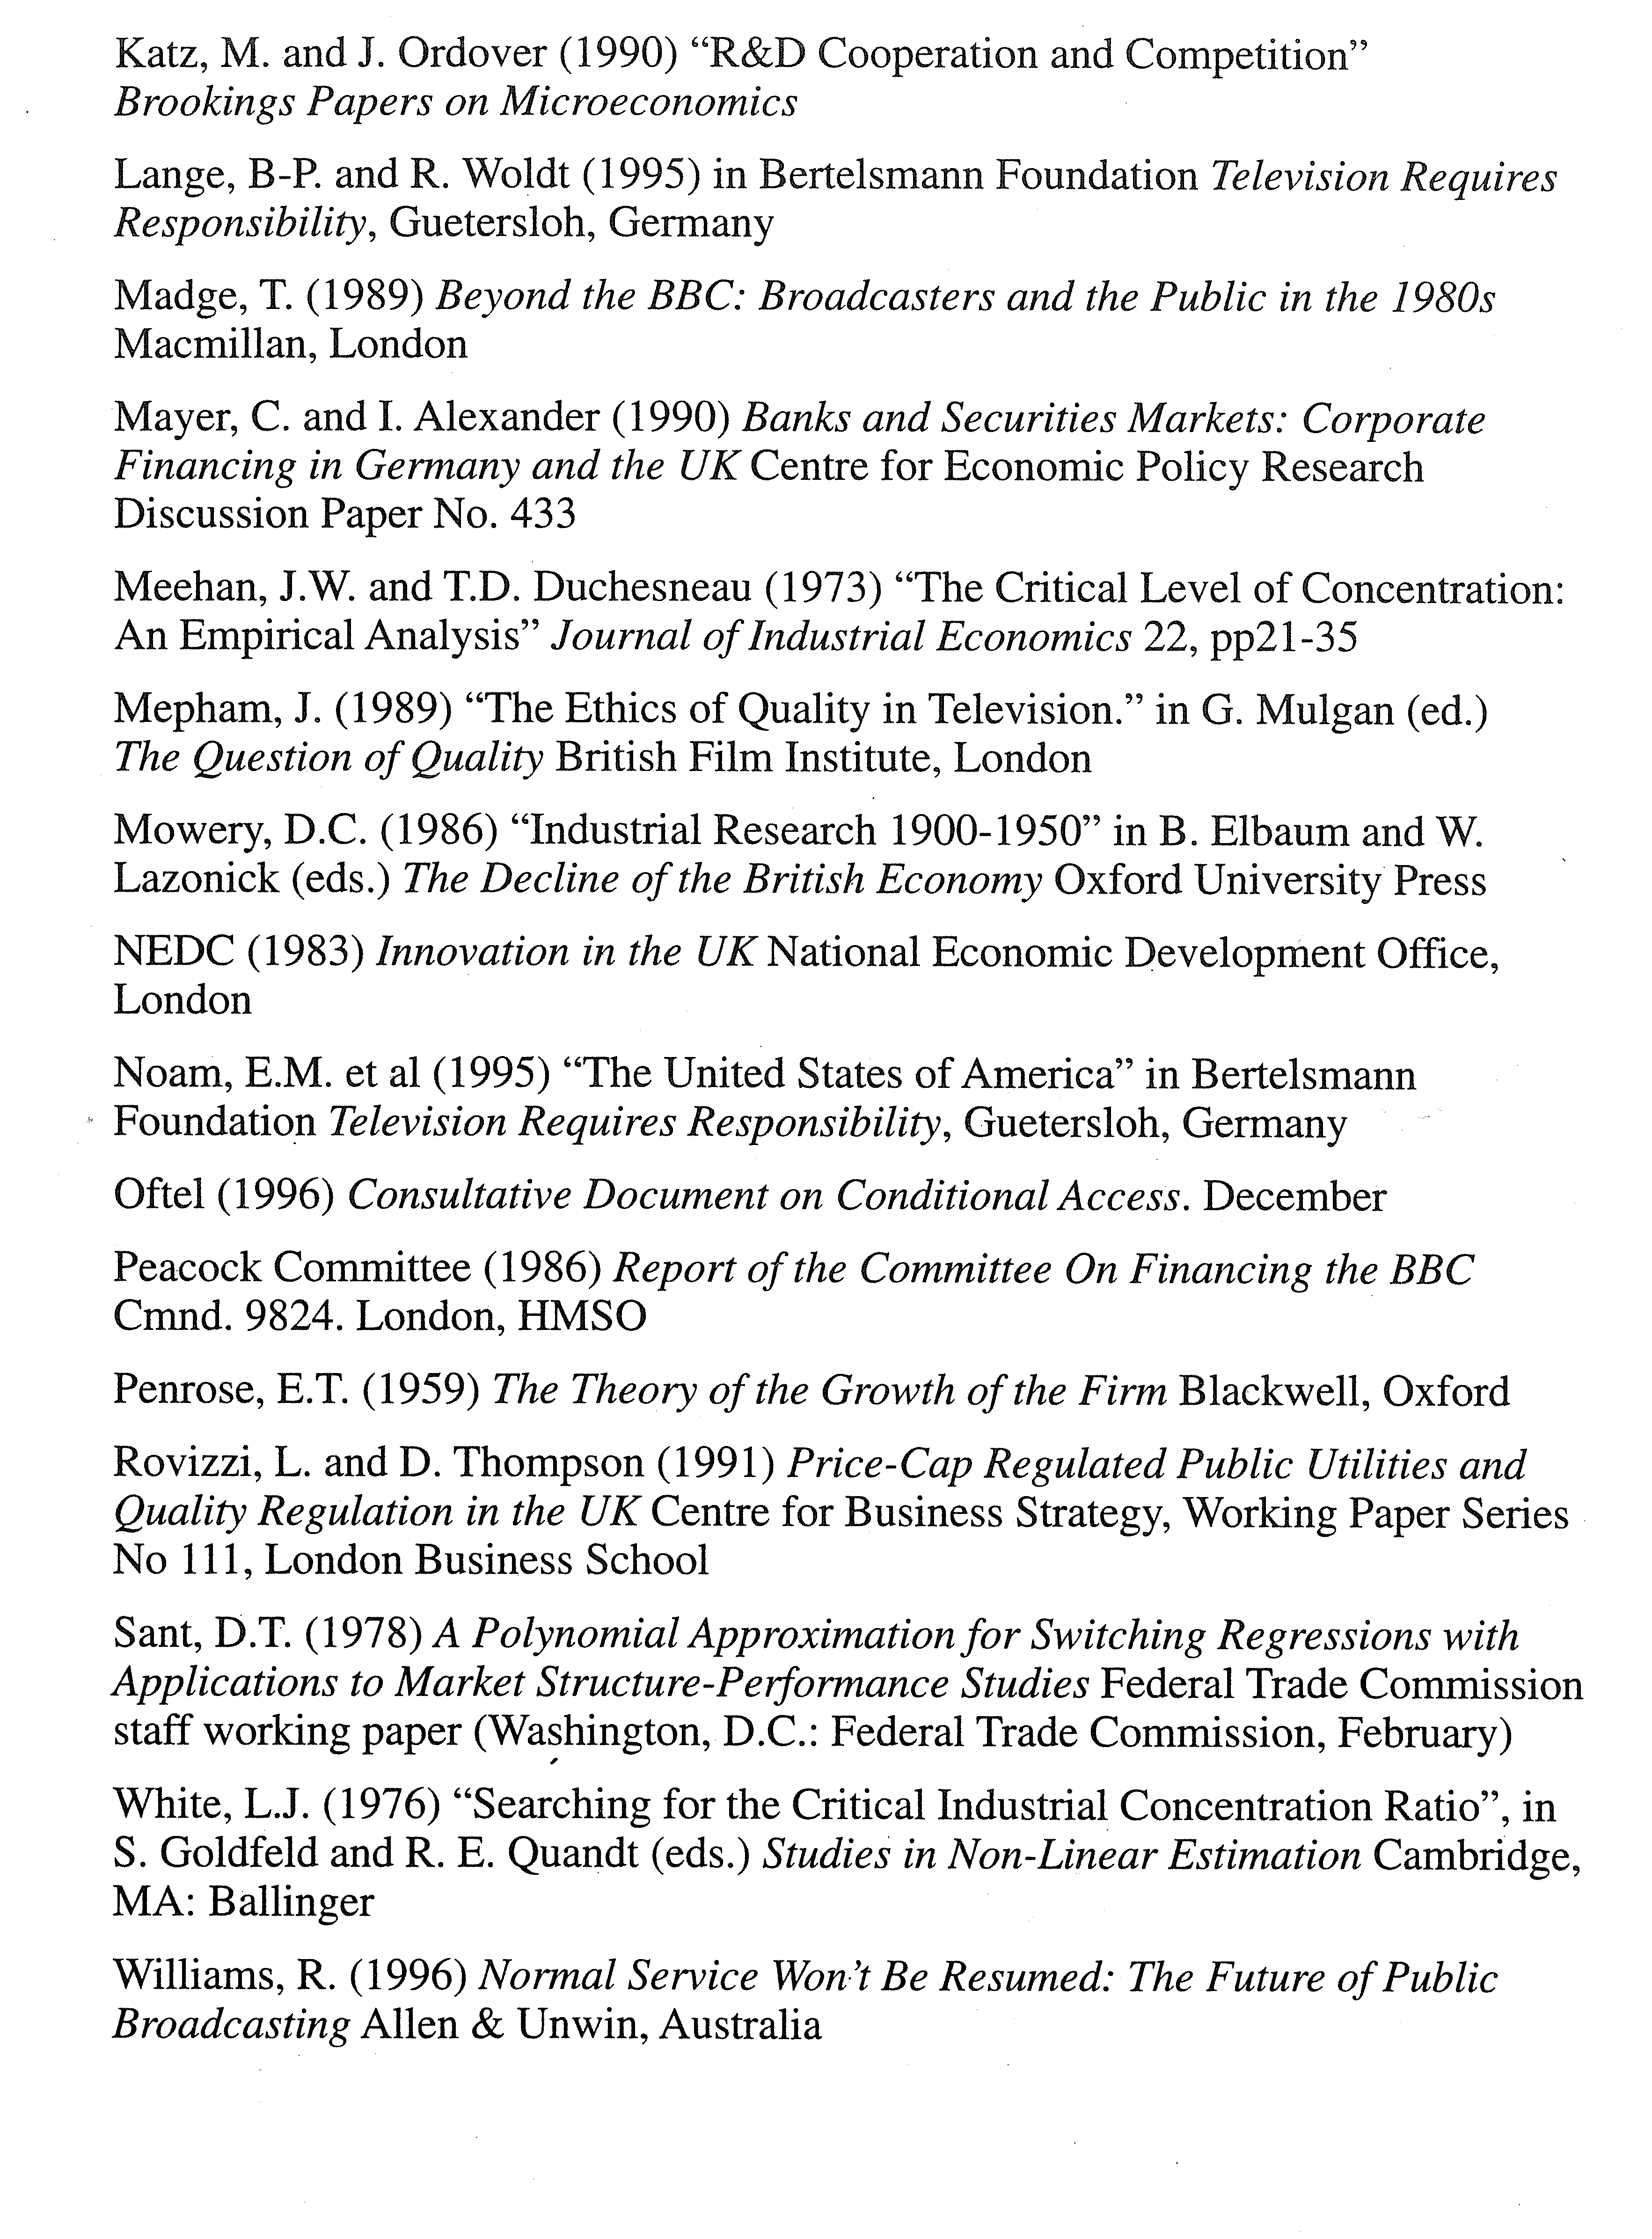 Katz, M. and J. Ordover (1990) “R&D Cooperation and Competition”
Brookings Papers on Microeconomics
Lange, B-P. and R. Woldt (1995) in Bertelsmann Foundation Television Requires
Responsibility, Guetersloh, Germany
Madge, T. (1989) Beyond the BBC: Broadcasters and the Public in the 1980s
Macmillan, London
Mayer, C. and I. Alexander (1990) Banks and Securities Markets: Corporate
Financing in Germany and the UK Centre for Economic Policy Research
Discussion Paper No. 433
Meehan, J.W. and T.D. Duchesneau (1973) “The Critical Level of Concentration:
An Empirical Analysis” Journal of Industrial Economics 22, pp21-35
Mepham, J. (1989) “The Ethics of Quality in Television.” in G. Mulgan (ed.)
The Question of Quality British Film Institute, London
Mowery, D.C. (1986) “Industrial Research 1900-1950” in B. Elbaum and W.
Lazonick (eds.) The Decline of the British Economy Oxford University Press
NEDC (1983) Innovation in the UK National Economic Development Office,
London
Noam, E.M. et al (1995) “The United States of America” in Bertelsmann
Foundation Television Requires Responsibility, Guetersloh, Germany
Oftel (1996) Consultative Document on Conditional Access. December
Peacock Committee (1986) Report of the Committee On Financing the BBC
Cmnd. 9824. London, HMSO
Penrose, E.T. (1959) The Theory of the Growth of the Firm Blackwell, Oxford
Rovizzi, L. and D. Thompson (1991) Price-Cap Regulated Public Utilities and
Quality Regulation in the UK Centre for Business Strategy, Working Paper Series
No 111, London Business School
Sant, D.T. (1978) A Polynomial Approximation for Switching Regressions with
Applications to Market Structure-Performance Studies Federal Trade Commission
staff working paper (Washington, D.C.: Federal Trade Commission, February)
White, L.J. (1976) “Searching for the Critical Industrial Concentration Ratio”, in
S. Goldfeld and R. E. Quandt (eds.) Studies in Non-Linear Estimation Cambridge,
MA: Ballinger
Williams, R. (1996) Normal Service Won't Be Resumed: The Future of Public
Broadcasting Allen & Unwin, Australia